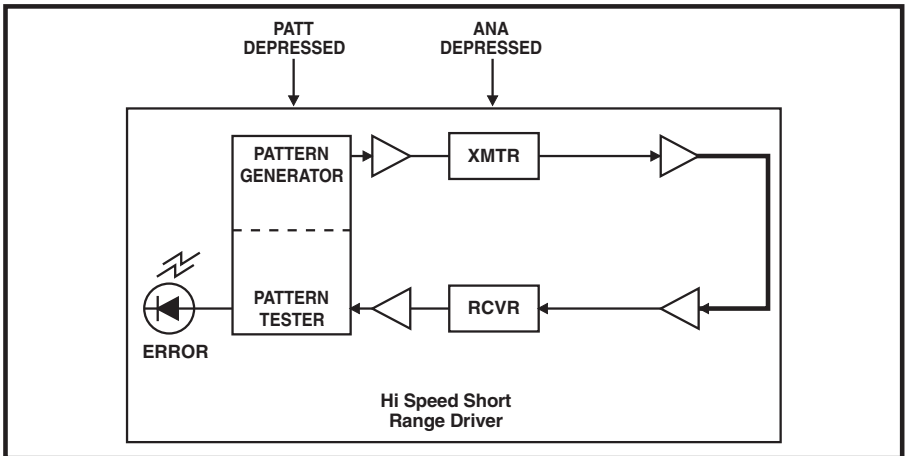 PATT
DEPRESSED
ANA
DEPRESSED
PATTERN
GENERATOR
XMTR
PATTERN
TESTER
RCVR
ERROR
Hi Speed Short
Range Driver